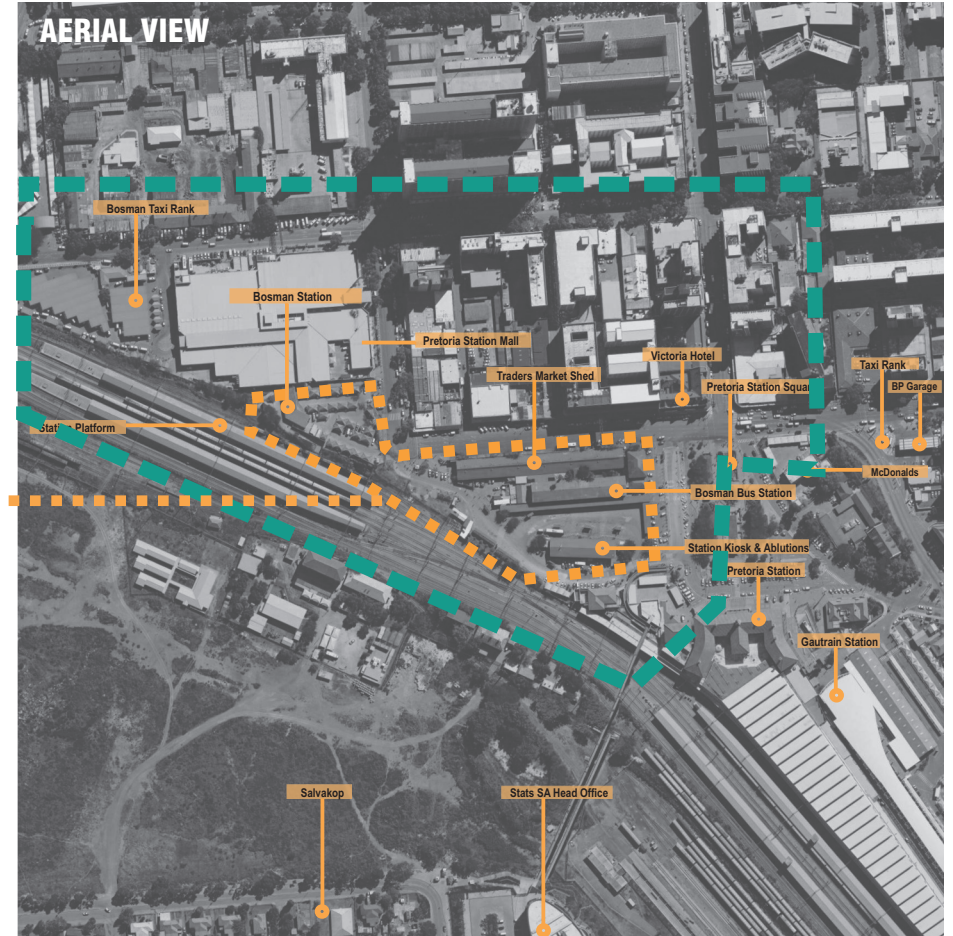 AERIAL VIEW
Bosman Taxi Rank
Bosman Station
Pretoria Station Mall
Victoria Hotel
Traders Market Shed
Taxi Rank
Pretoria Station Squar
BP Garage
Station Platform
McDonalds
Bosman Bus Station
Station Kiosk & Ablutions
Pretoria Station
Gautrain Station
Salvakop
Stats SA Head Office